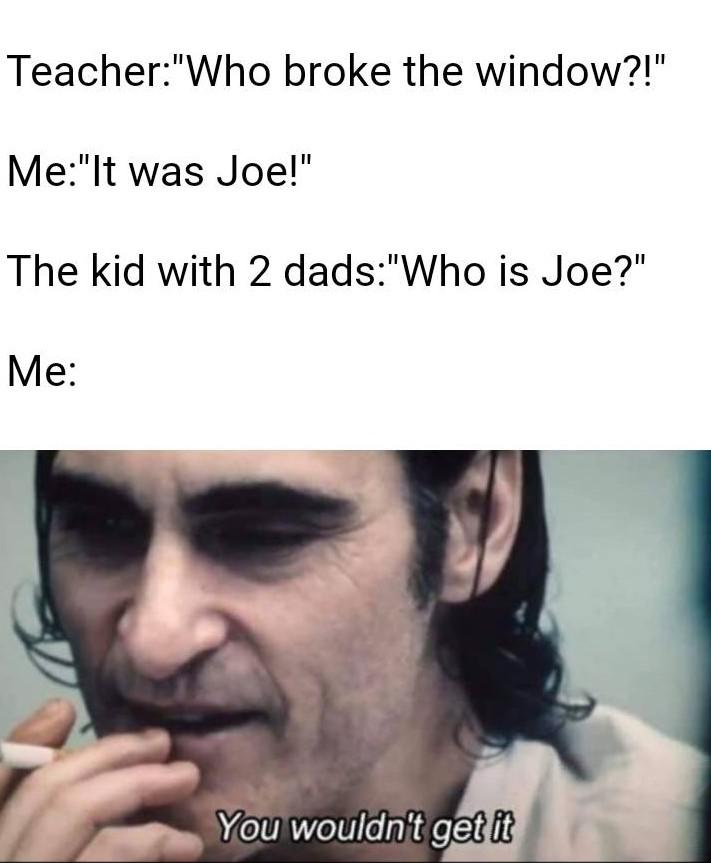 Teacher:"Who broke the window?!"
Me:"It was Joe!"
The kid with 2 dads:"Who is Joe?"
Me:
You wouldn't get it